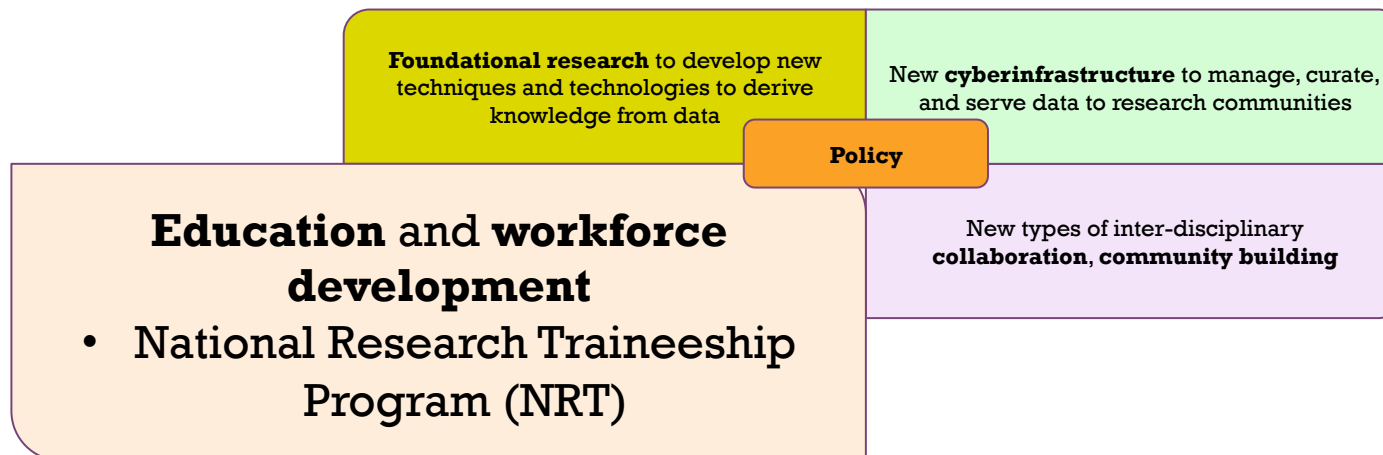 Foundational research to develop new
techniques and technologies to derive
knowledge from data
New cyberinfrastructure to manage, curate,
and serve data to research communities
Policy
Education and workforce
development
• National Research Traineeship
Program (NRT)
New types of inter-disciplinary
collaboration, community building